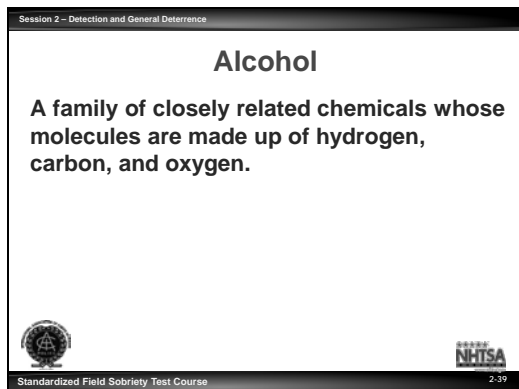 Session 2 – Detection and General Deterrence
Alcohol
A family of closely related chemicals whose
molecules are made up of hydrogen,
carbon, and oxygen.
NHTSA
Standardized Field Sobriety Test Course
2-39